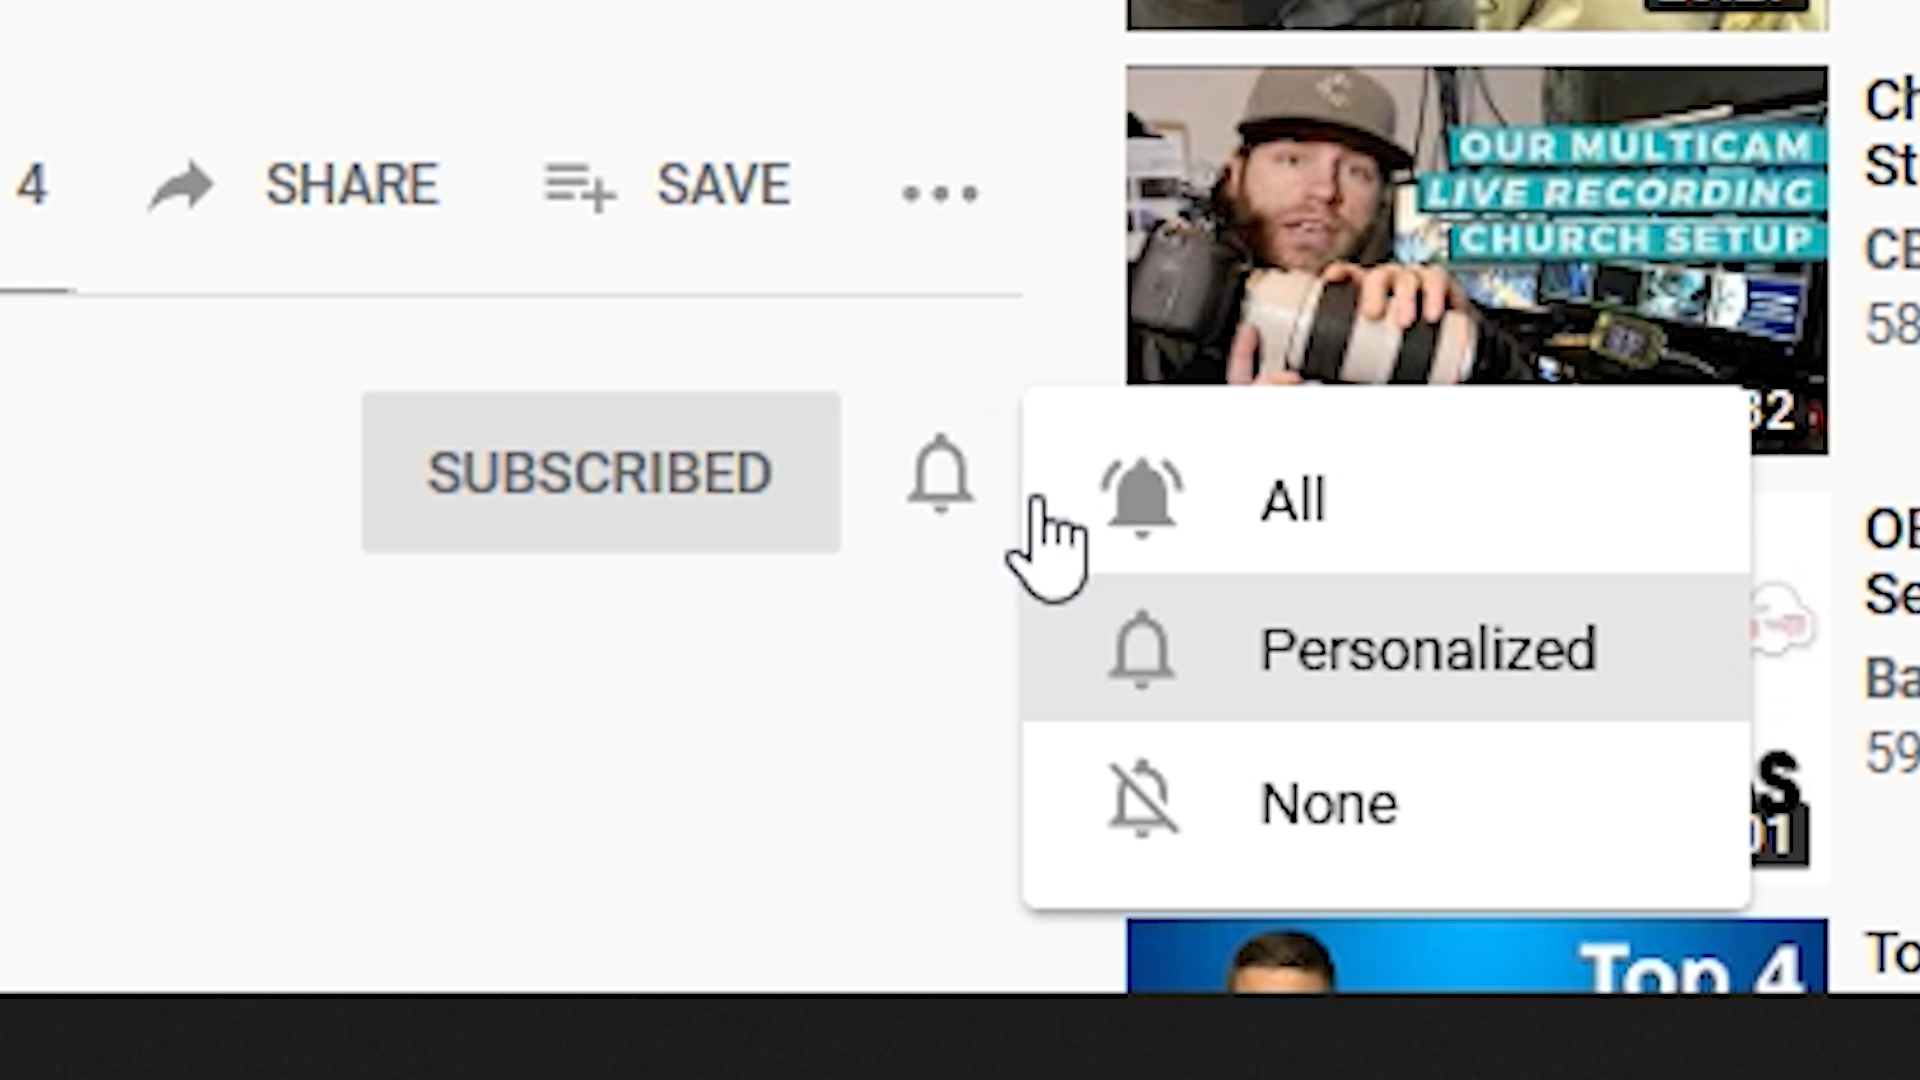 4 SHARE SAVE
OUR MULTICAM
LIVE RECORDING
CHURCH SETUP
SUBSCRIBED
All
Personalized
None
Top 4